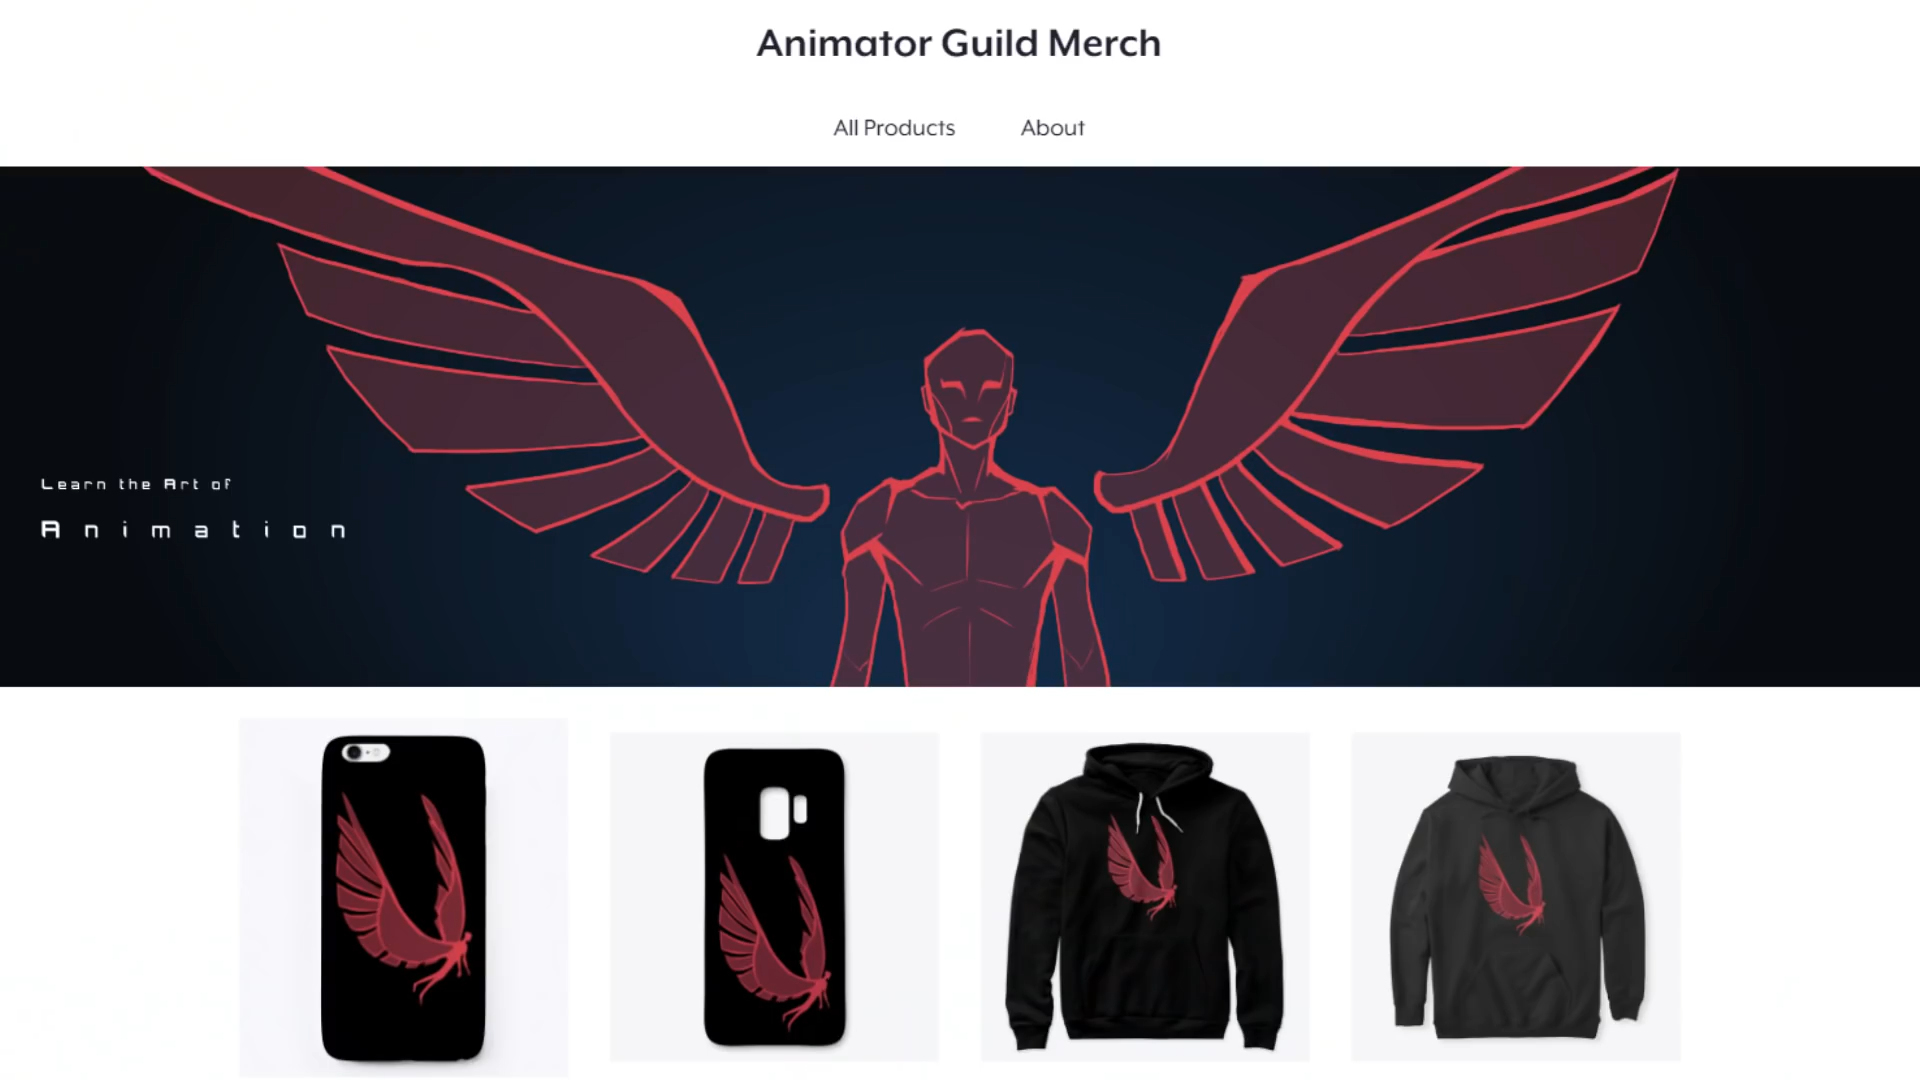 Animator Guild Merch
All Products About
Learn the Art of
Animation